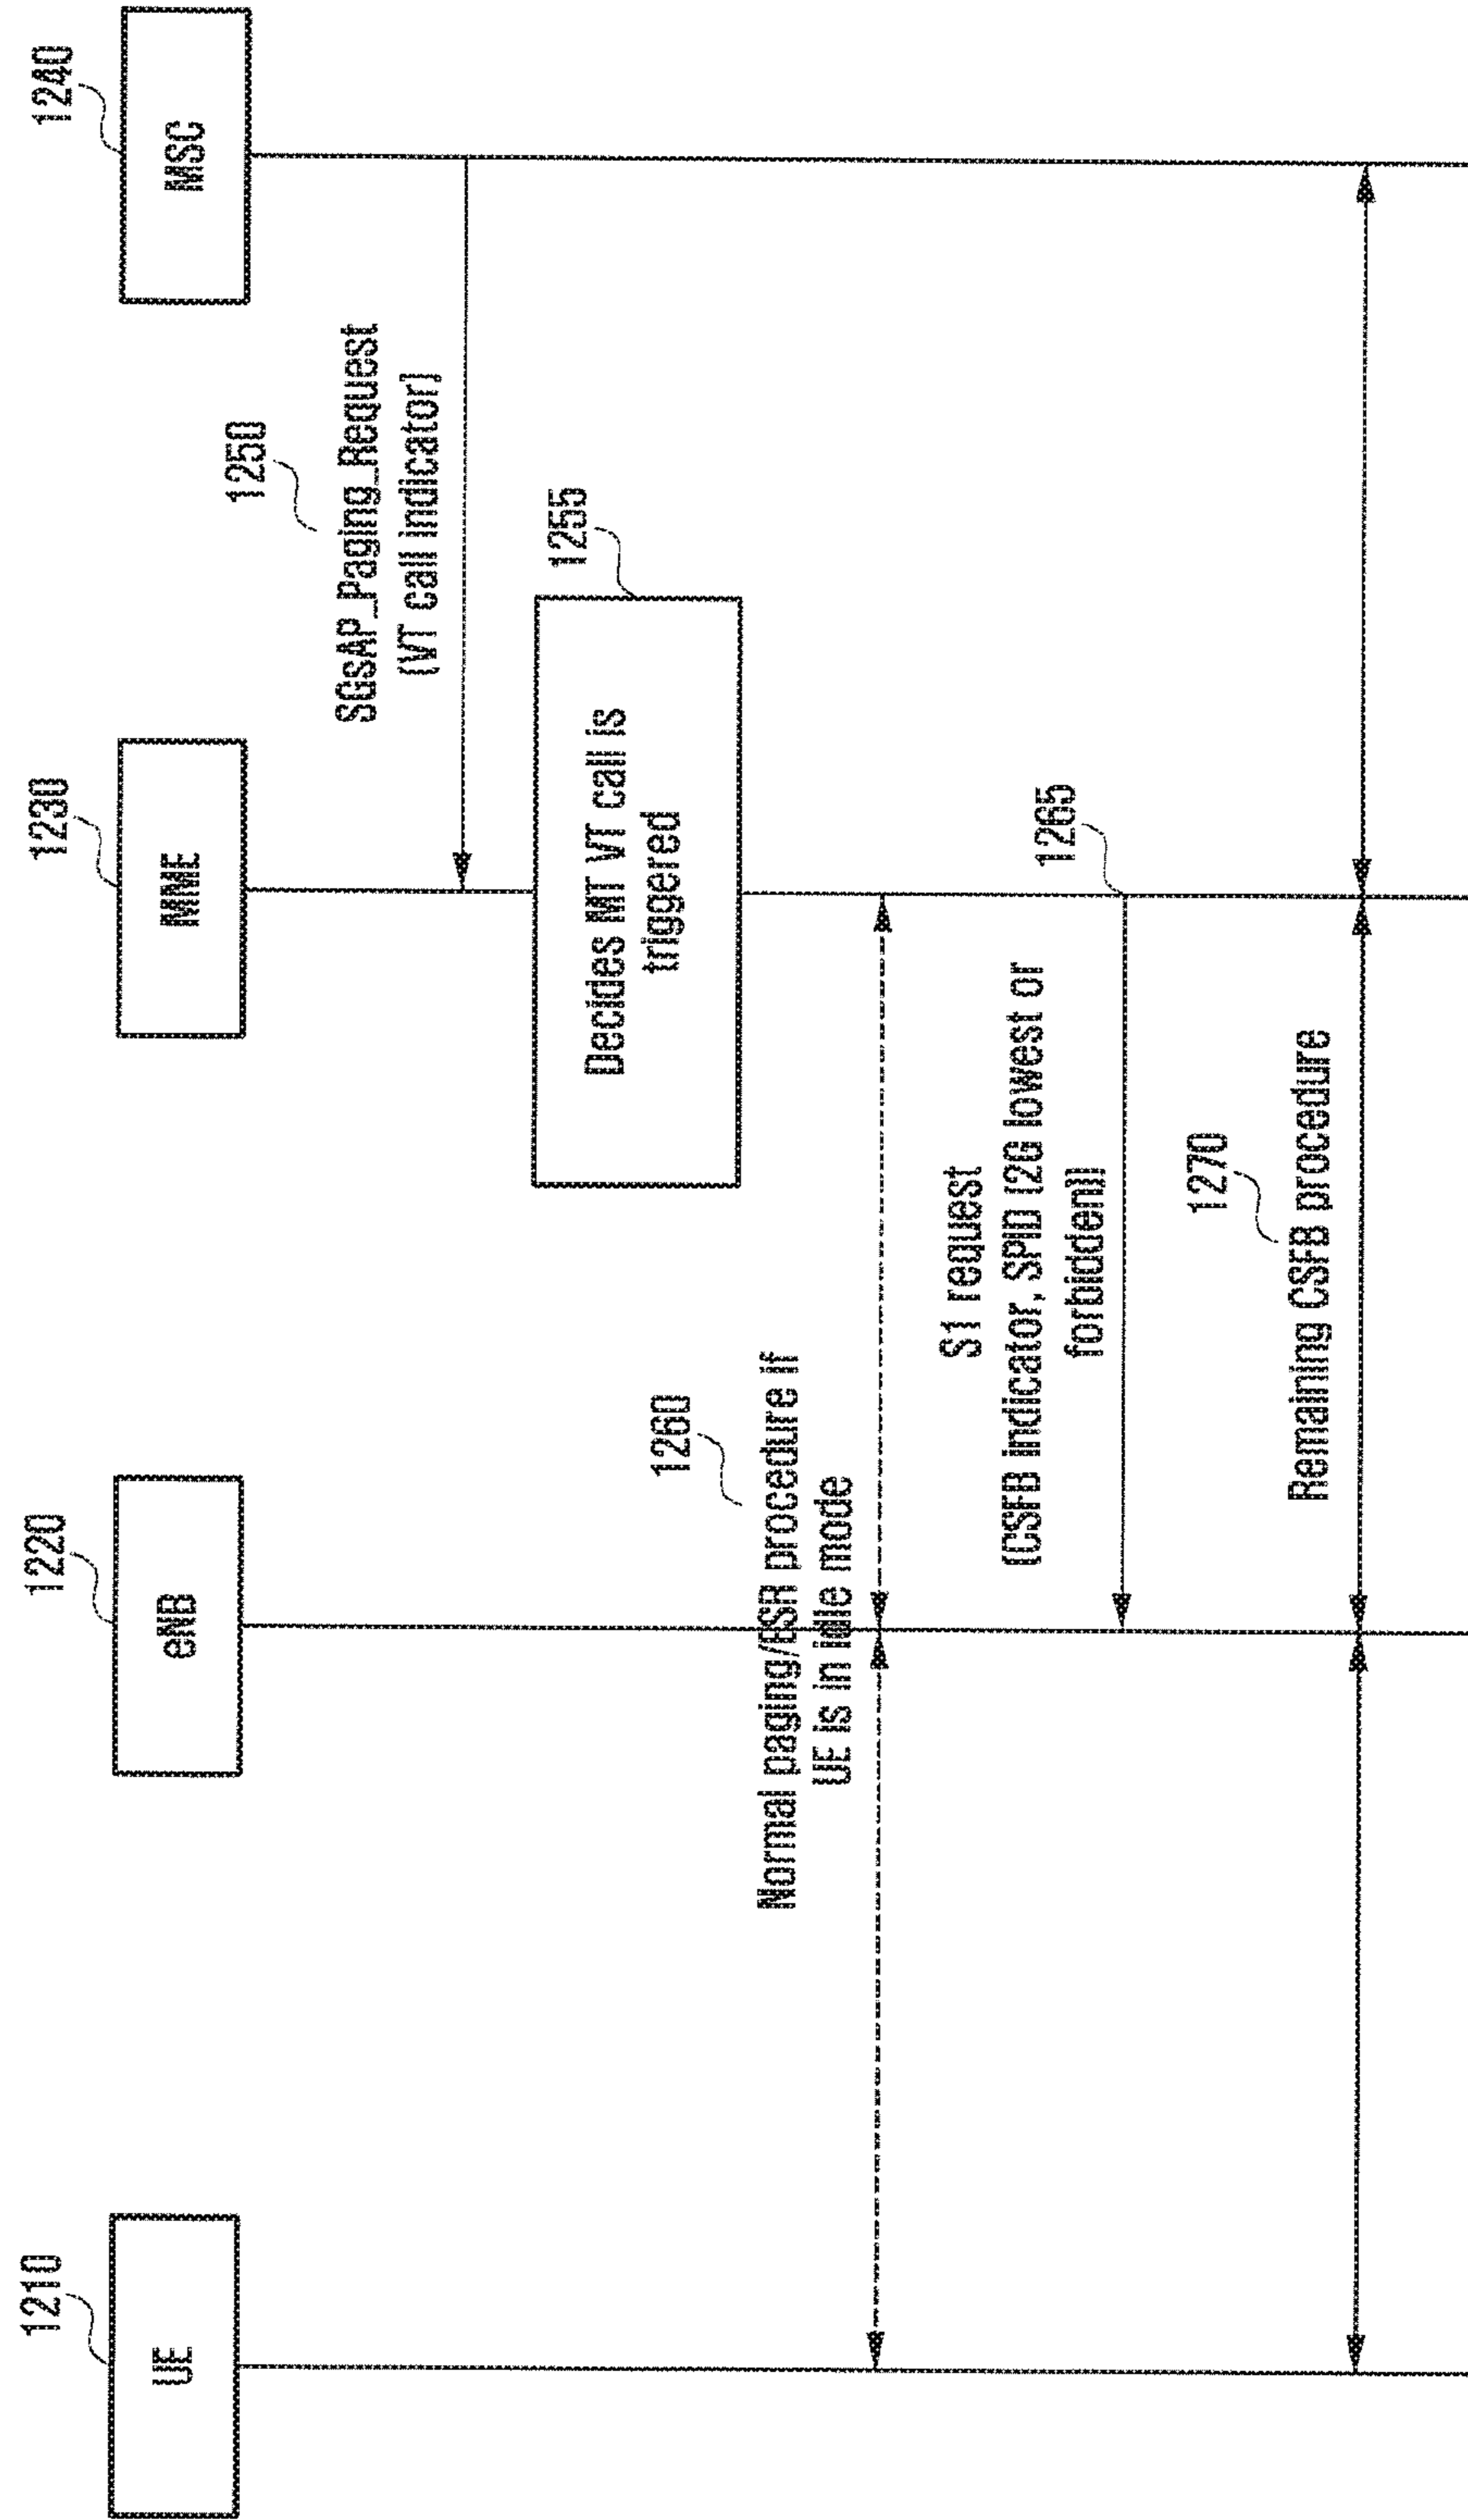 1210
UE
1220
eNB
1230
MME
1240
MSC
1250
SGsAP_Paging_Request
(VT call indicator)
1255
Decides MT VT call is
triggered
1260
Normal paging/ESR procedure if
UE is in idle mode
S1 request
(CSFB indicator, SPID (2G lowest or
forbidden))
1265
1270
Remaining CSFB procedure